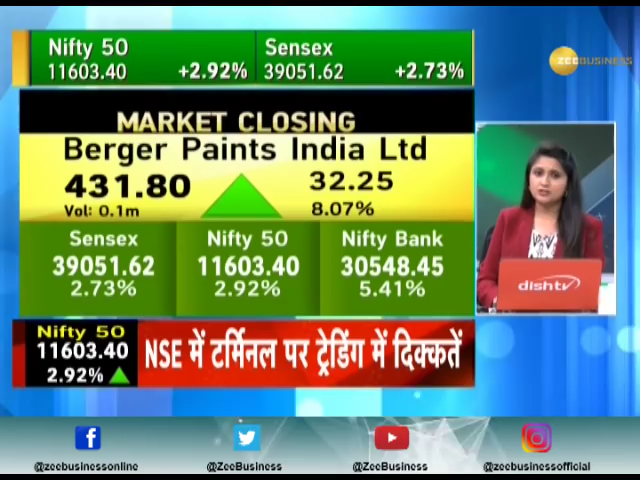 Nifty 50
11603.40 +2.92%
Sensex
39051.62 +2.73%
ZEEBUSINESS
MARKET CLOSING
Berger Paints India Ltd
431.80
Vol: 0.1m
32.25
8.07%
Sensex
39051.62
2.73%
Nifty 50
11603.40
2.92%
Nifty Bank
30548.45
5.41%
dishtv
Nifty 50
11603.40
2.92%
NSE में टर्मिनल पर ट्रेडिंग में दिक्कतें
@zeebusinessonline
@ZeeBusiness
@ZeeBusiness
@zeebusinessofficial